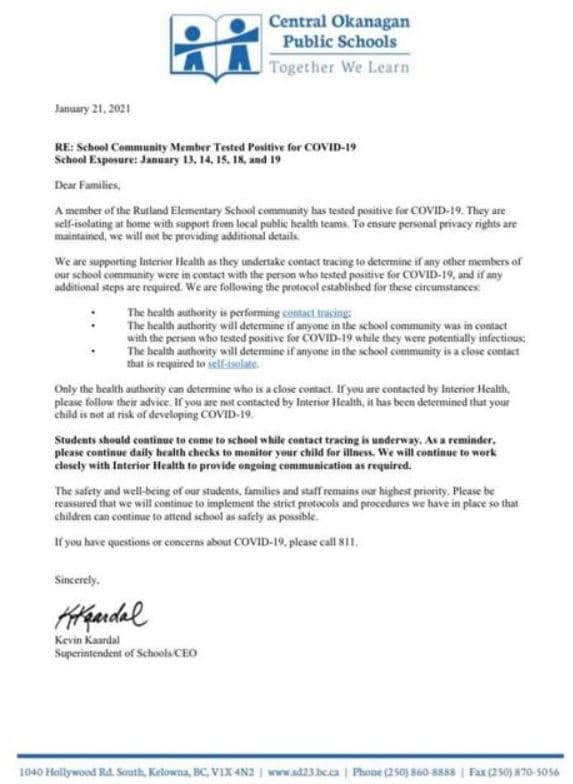 Central Okanagan
Public Schools
Together We Learn
January 21, 2021
RE: School Community Member Tested Positive for COVID-19
School Exposure: January 13, 14, 15, 18, and 19
Dear Families,
A member of the Rutland Elementary School community has tested positive for COVID-19. They are
self-isolating at home with support from local public health teams. To ensure personal privacy rights are
maintained, we will not be providing additional details.
We are supporting Interior Health as they undertake contact tracing to determine if any other members of
our school community were in contact with the person who tested positive for COVID-19, and if any
additional steps are required. We are following the protocol established for these circumstances:
• The health authority is performing contact tracing;
• The health authority will determine if anyone in the school community was in contact
with the person who tested positive for COVID-19 while they were potentially infectious;
• The health authority will determine if anyone in the school community is a close contact
that is required to self-isolate.
Only the health authority can determine who is a close contact. If you are contacted by Interior Health,
please follow their advice. If you are not contacted by Interior Health, it has been determined that your
child is not at risk of developing COVID-19.
Students should continue to come to school while contact tracing is underway. As a reminder,
please continue daily health checks to monitor your child for illness. We will continue to work
closely with Interior Health to provide ongoing communication as required.
The safety and well-being of our students, families and staff remains our highest priority. Please be
reassured that we will continue to implement the strict protocols and procedures we have in place so that
children can continue to attend school as safely as possible.
If you have questions or concerns about COVID-19, please call 811.
Sincerely,
KKaardal
Kevin Kaardal
Superintendent of Schools/CEO
1040 Hollywood Rd. South, Kelowna, BC, V1X 4N2 | www.sd23.bc.ca | Phone (250) 860-8888 | Fax (250) 870-5056